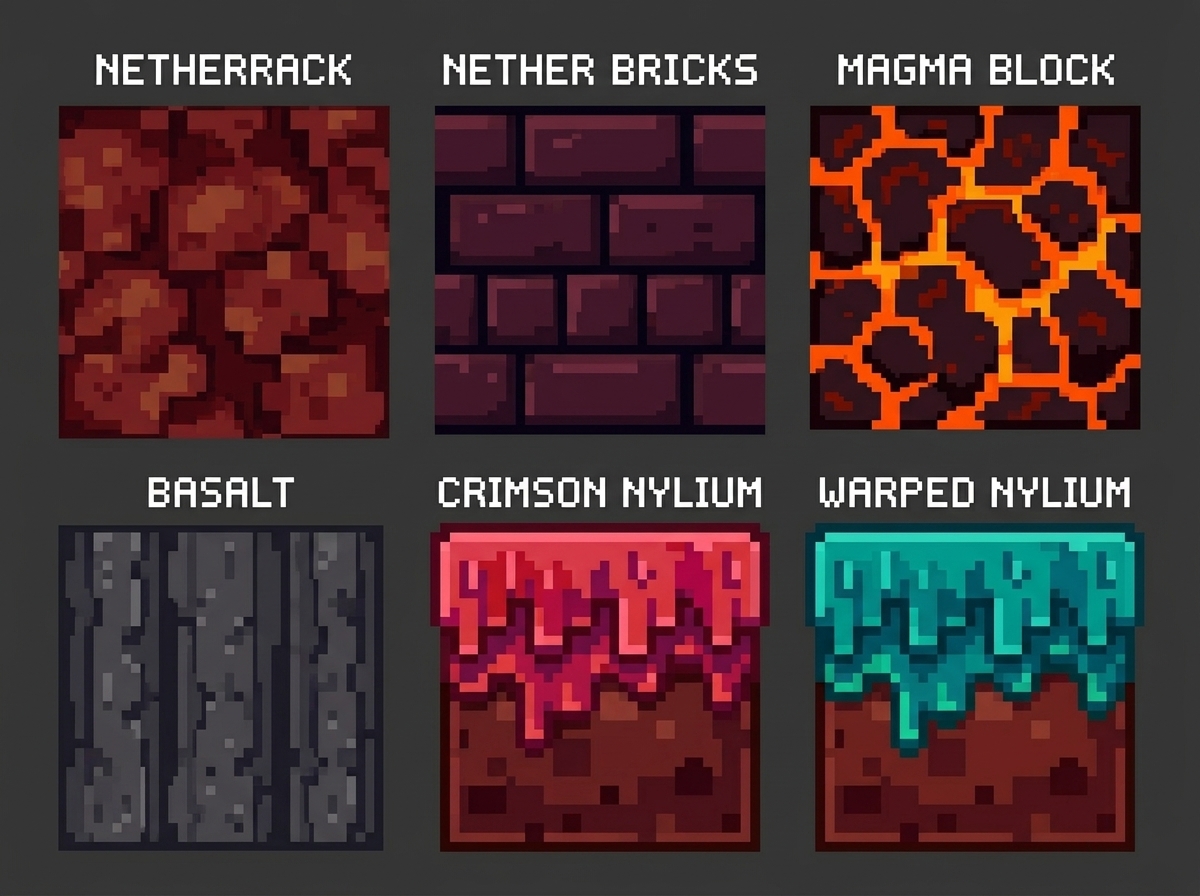 NETHERRACK
NETHER BRICKS
MAGMA BLOCK
BASALT
CRIMSON NYLIUM
WARPED NYLIUM